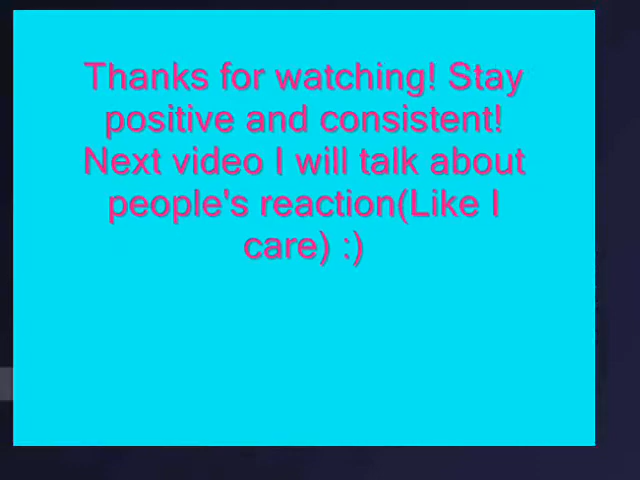 Thanks for watching! Stay
positive and consistent!
Next video I will talk about
people's reaction(Like I
care) :)